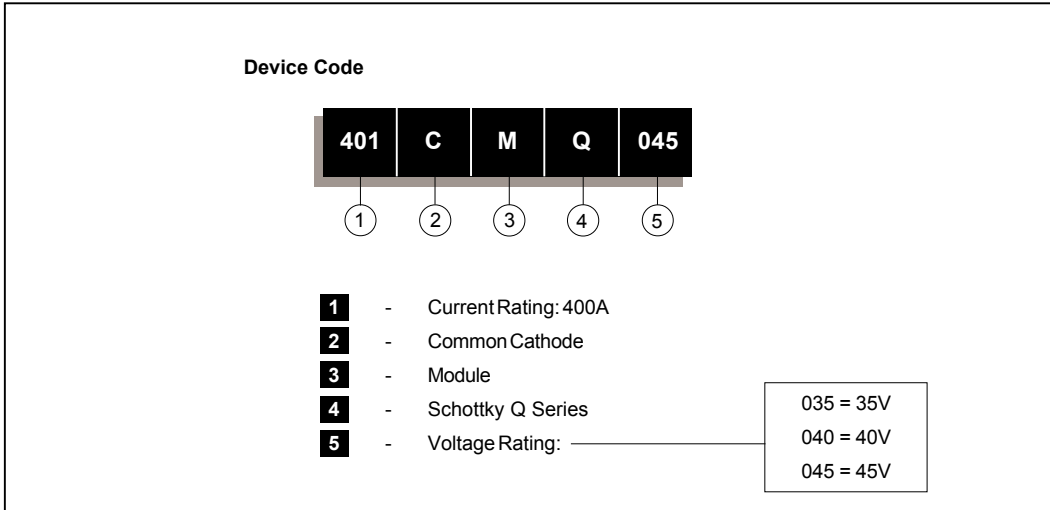 Device Code
401 C M Q 045
1 2 3 4 5
1 - Current Rating: 400A
2 - Common Cathode
3 - Module
4 - Schottky Q Series
5 - Voltage Rating:
035 = 35V
040 = 40V
045 = 45V